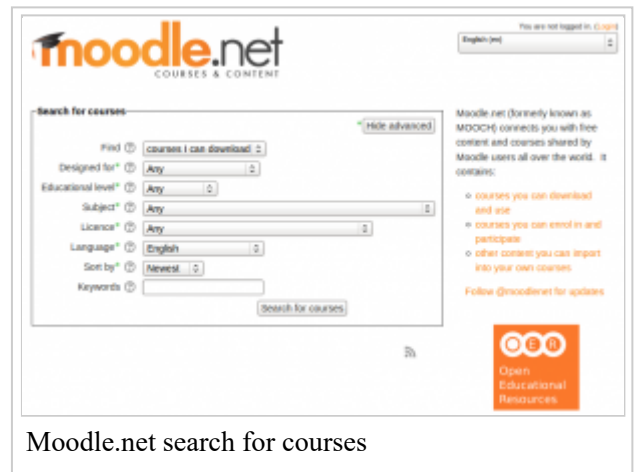 moodle.net
COURSES & CONTENT
You are not logged in. (Login)
English (en)
Search for courses
* Hide advanced
Find courses I can download
Designed for* Any
Educational level* Any
Subject* Any
Licence* Any
Language* English
Sort by* Newest
Keywords
Search for courses
Moodle.net (formerly known as
MOOCH) connects you with free
content and courses shared by
Moodle users all over the world. It
contains:
courses you can download
and use
courses you can enrol in and
participate
other content you can import
into your own courses
Follow @moodlenet for updates
OER
Open
Educational
Resources
Moodle.net search for courses